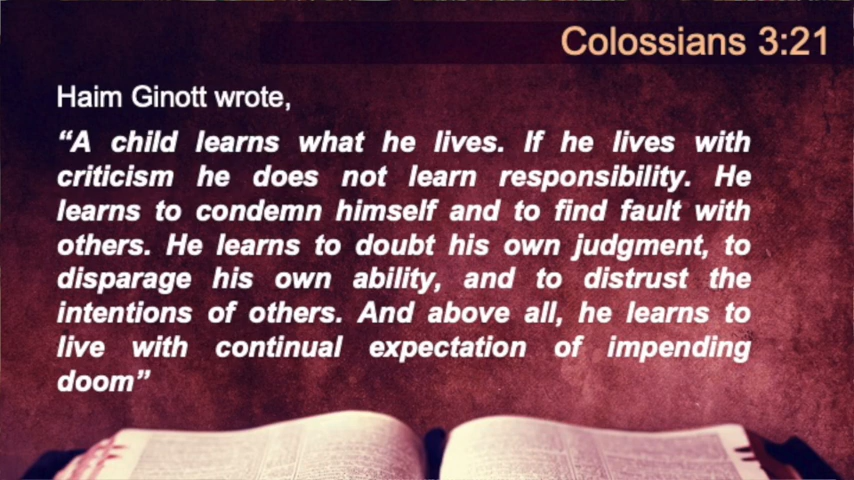 Colossians 3:21
Haim Ginott wrote,
“A child learns what he lives. If he lives with
criticism he does not learn responsibility. He
learns to condemn himself and to find fault with
others. He learns to doubt his own judgment, to
disparage his own ability, and to distrust the
intentions of others. And above all, he learns to
live with continual expectation of impending
doom”